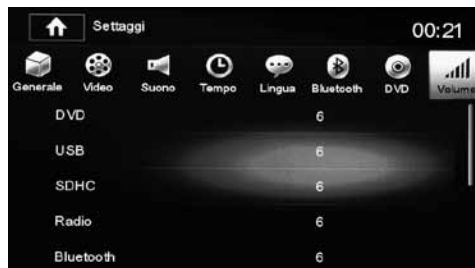 Settaggi 00:21
Generale Video Suono Tempo Lingua Bluetooth DVD Volume
DVD 6
USB 6
SDHC 6
Radio 6
Bluetooth 6